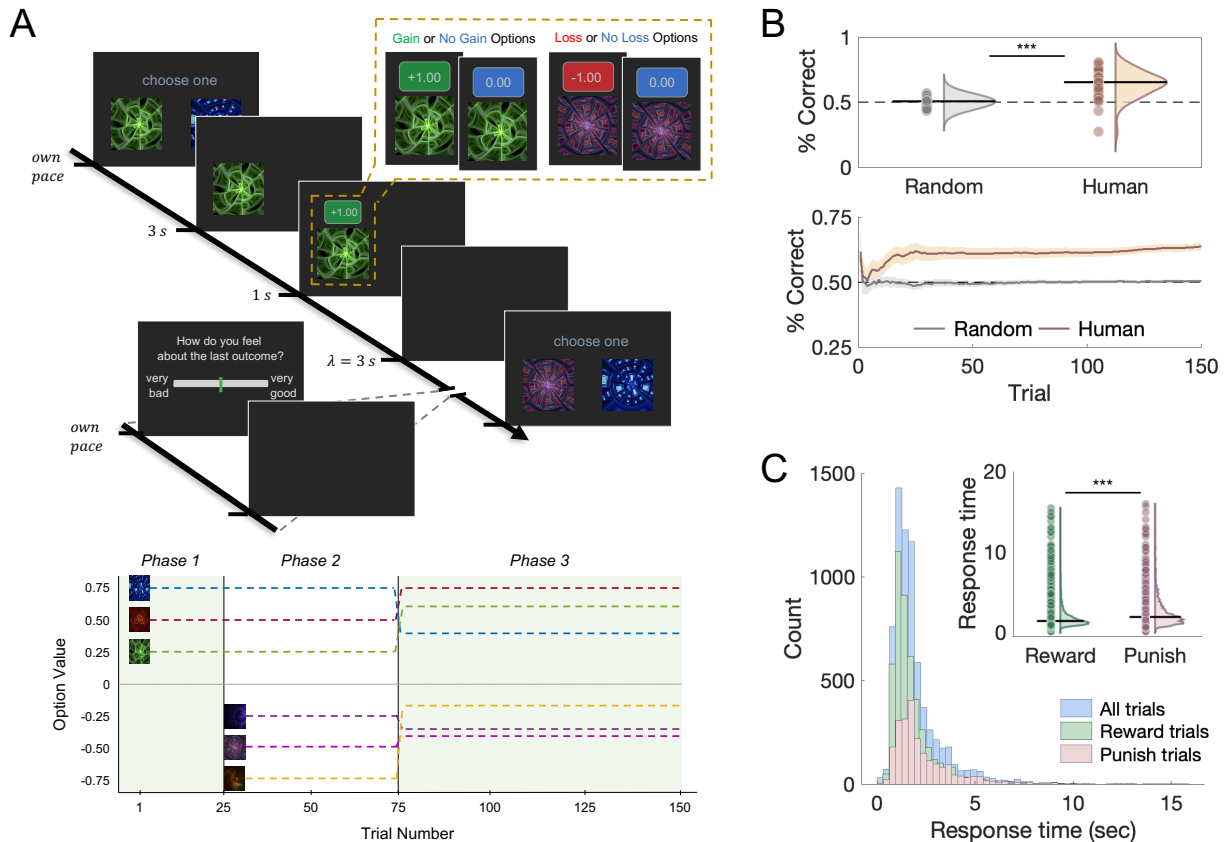 A
Gain or No Gain Options
Loss or No Loss Options
+1.00
0.00
-1.00
0.00
choose one
own
pace
3 s
+1.00
1 s
λ = 3 s
choose one
How do you feel
about the last outcome?
very
bad
very
good
own
pace
Phase 1
Phase 2
Phase 3
Option Value
0.75
0.50
0.25
0
-0.25
-0.50
-0.75
1
25
50
75
100
125
150
Trial Number
B
% Correct
1
0.5
0
***
Random
Human
% Correct
0.75
0.50
0.25
Random
Human
0
50
100
150
Trial
C
Count
1500
1000
500
0
0
5
10
15
Response time (sec)
Response time
20
10
0
***
Reward
Punish
All trials
Reward trials
Punish trials